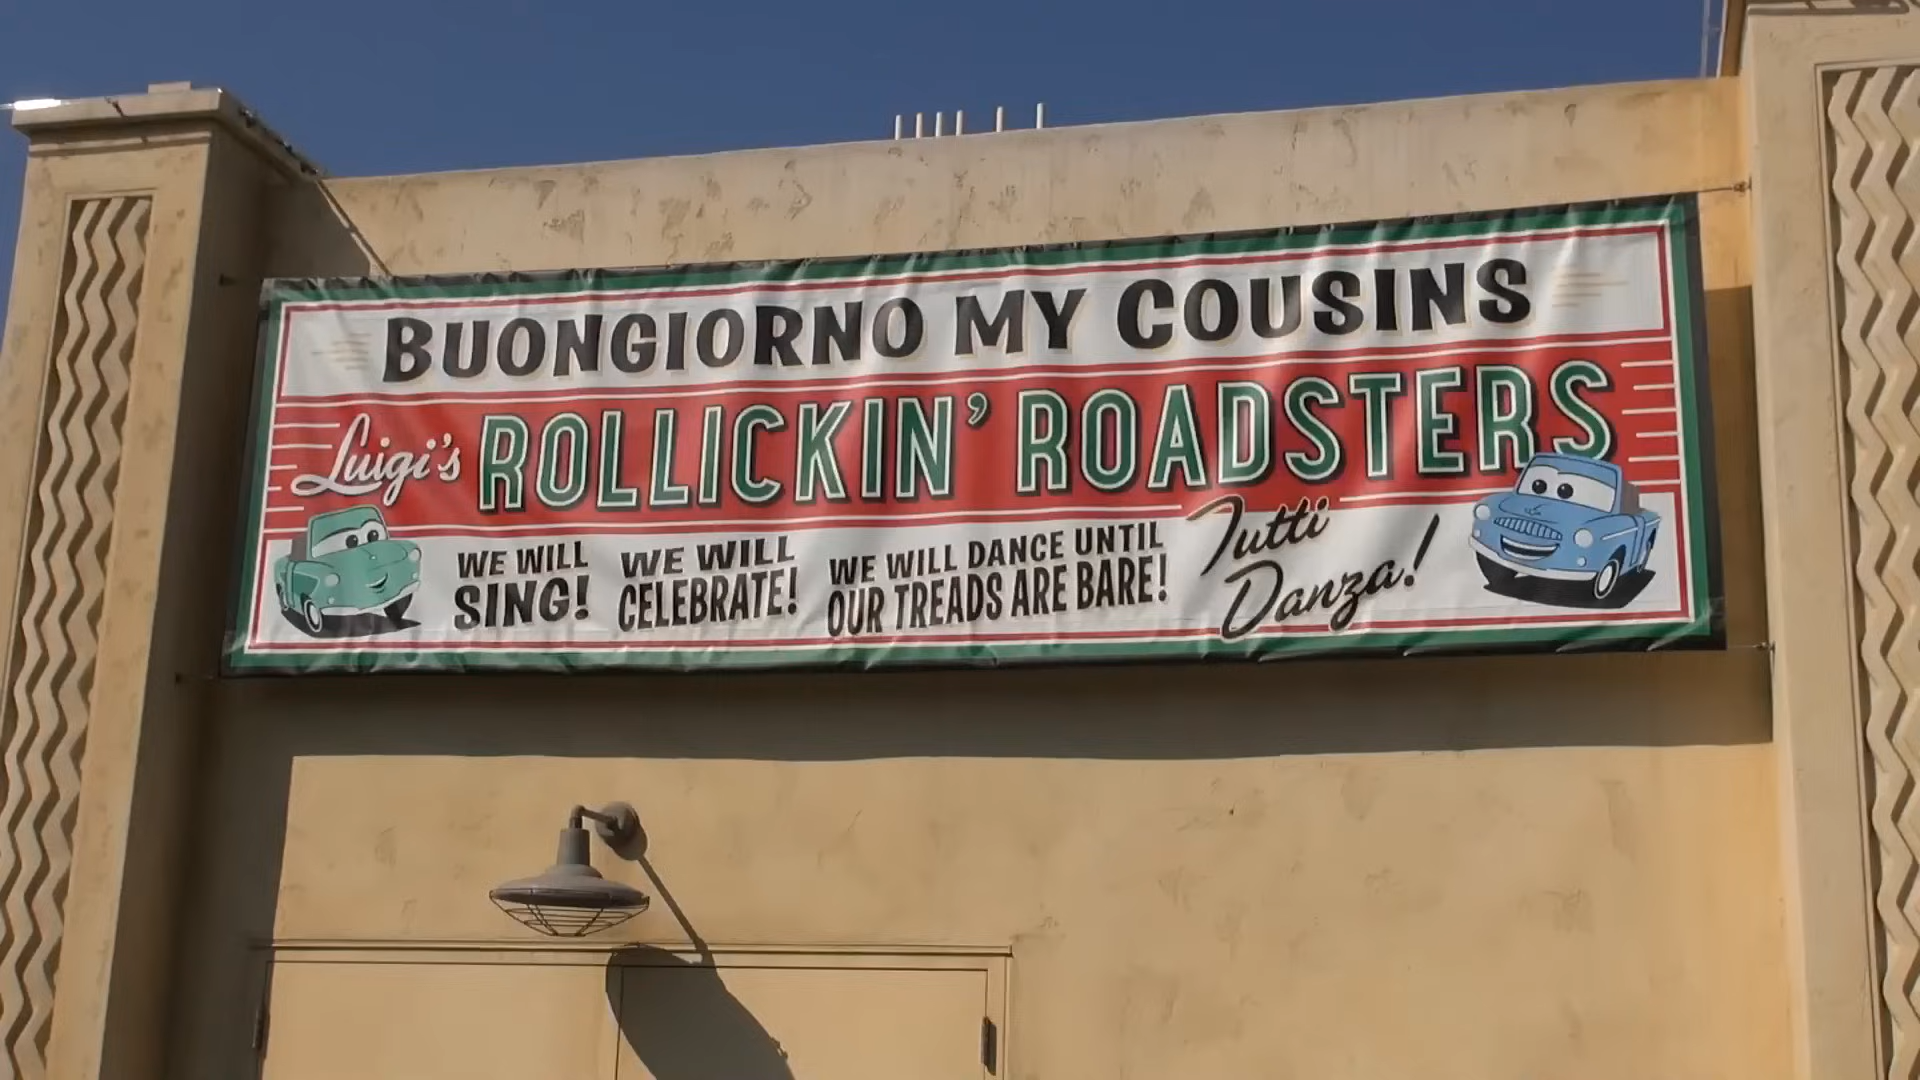 BUONGIORNO MY COUSINS
Luigi's ROLLICKIN' ROADSTERS
WE WILL
SING!
WE WILL
CELEBRATE!
WE WILL DANCE UNTIL
OUR TREADS ARE BARE!
Tutti
Danza!